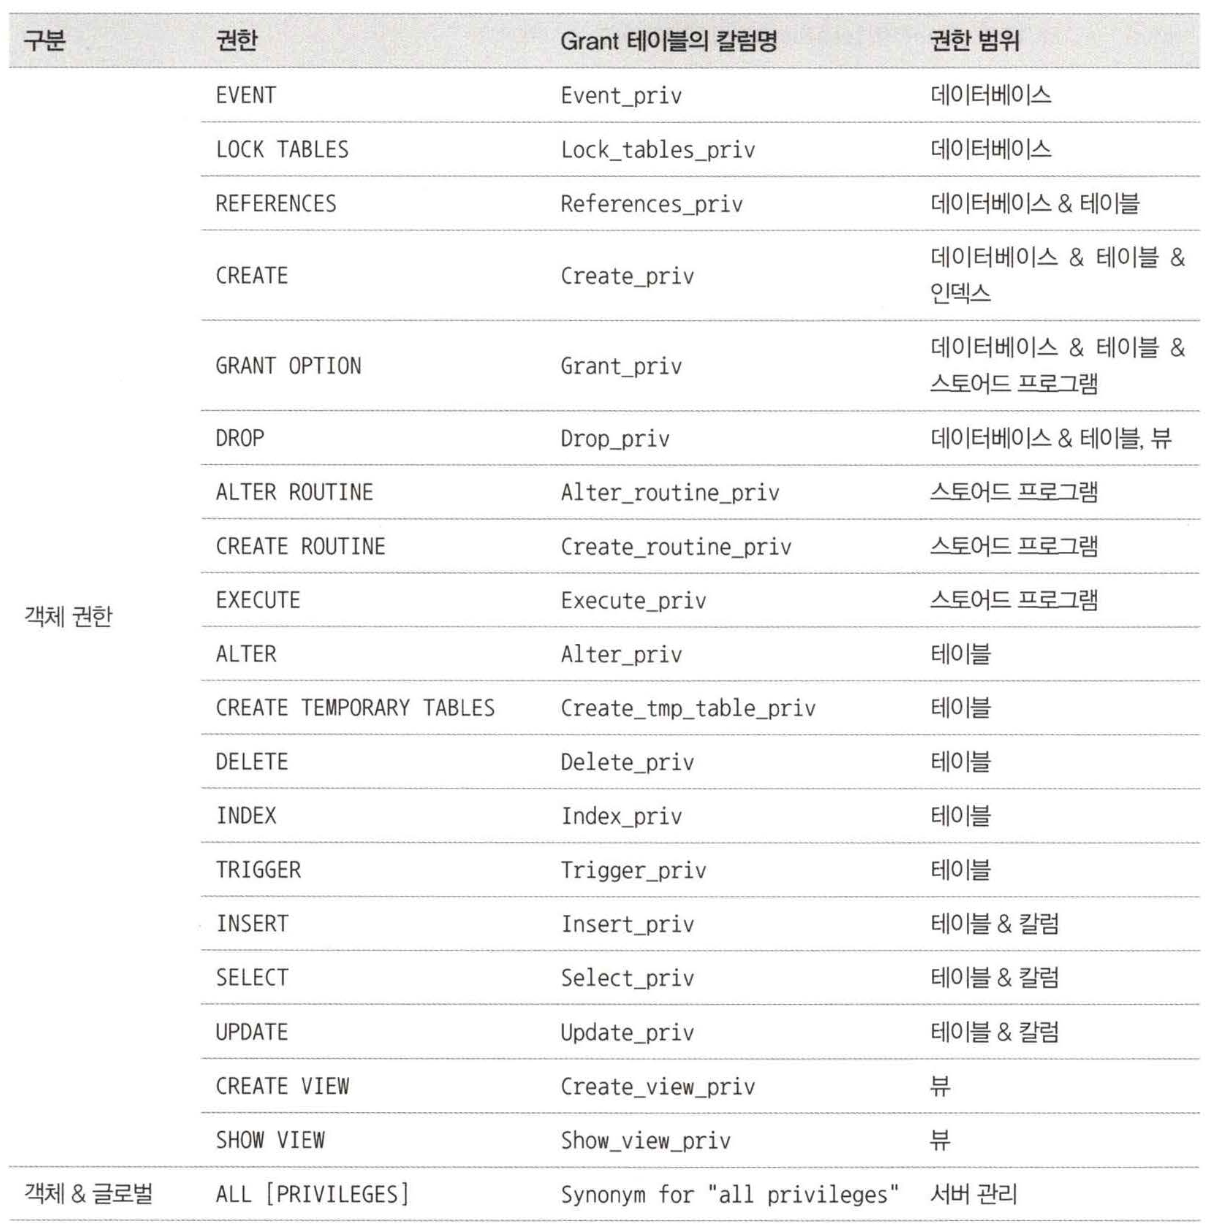 구분 권한 Grant 테이블의 칼럼명 권한 범위
EVENT Event_priv 데이터베이스
LOCK TABLES Lock_tables_priv 데이터베이스
REFERENCES References_priv 데이터베이스 & 테이블
CREATE Create_priv 데이터베이스 & 테이블 &
인덱스
GRANT OPTION Grant_priv 데이터베이스 & 테이블 &
스토어드 프로그램
DROP Drop_priv 데이터베이스 & 테이블, 뷰
ALTER ROUTINE Alter_routine_priv 스토어드 프로그램
CREATE ROUTINE Create_routine_priv 스토어드 프로그램
객체 권한 EXECUTE Execute_priv 스토어드 프로그램
ALTER Alter_priv 테이블
CREATE TEMPORARY TABLES Create_tmp_table_priv 테이블
DELETE Delete_priv 테이블
INDEX Index_priv 테이블
TRIGGER Trigger_priv 테이블
INSERT Insert_priv 테이블 & 칼럼
SELECT Select_priv 테이블 & 칼럼
UPDATE Update_priv 테이블 & 칼럼
CREATE VIEW Create_view_priv 뷰
SHOW VIEW Show_view_priv 뷰
객체 & 글로벌 ALL [PRIVILEGES] Synonym for "all privileges" 서버 관리